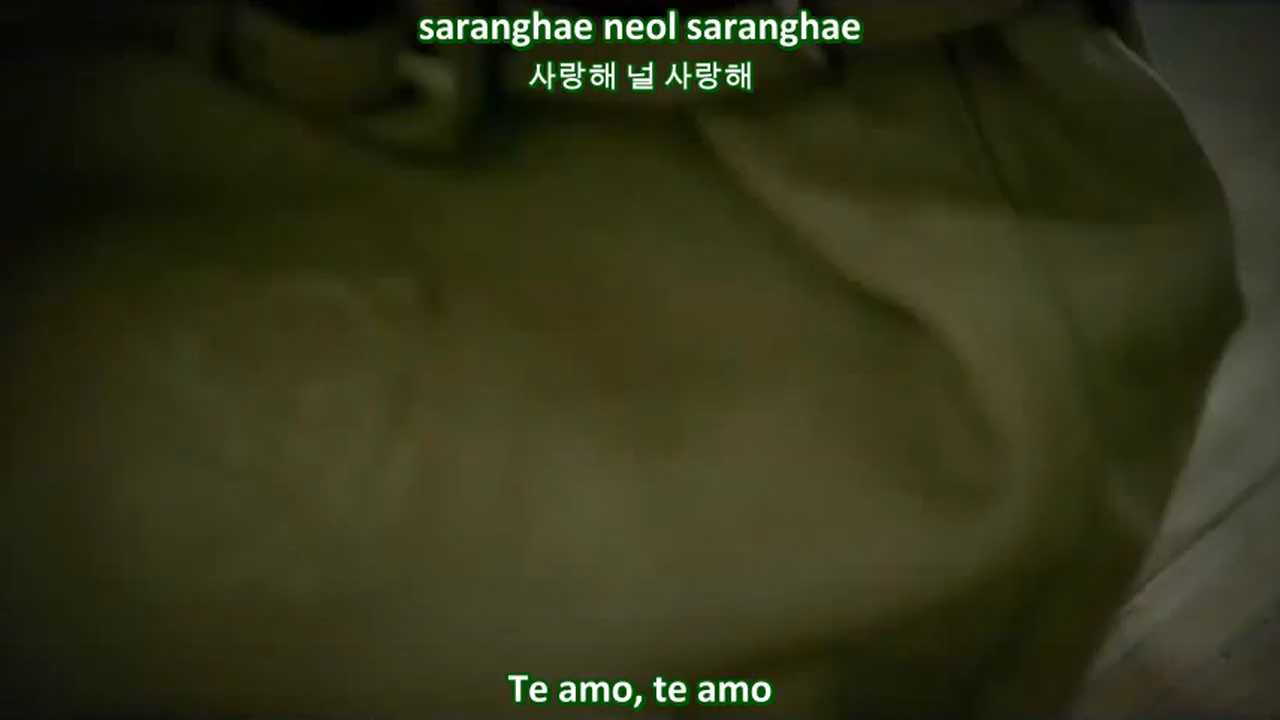 saranghae neol saranghae
사랑해 널 사랑해
Te amo, te amo